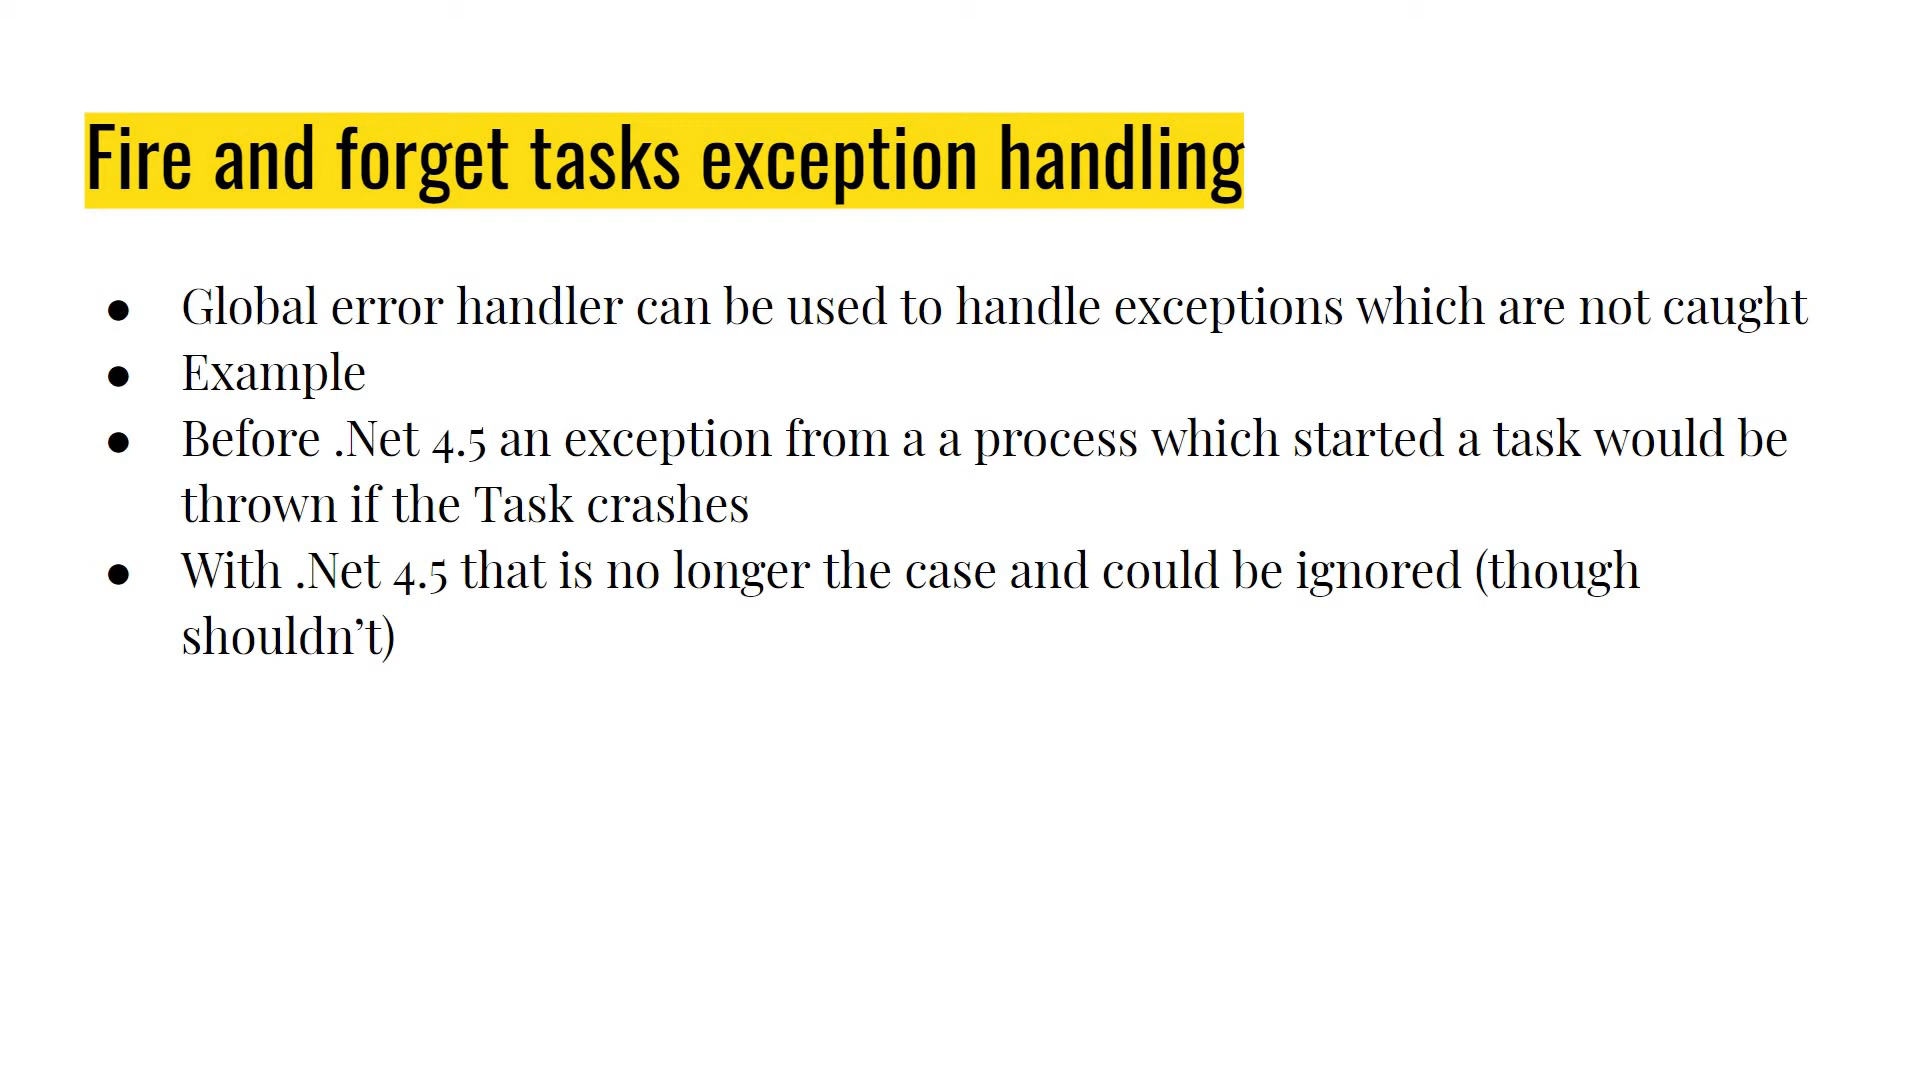 Fire and forget tasks exception handling
● Global error handler can be used to handle exceptions which are not caught
● Example
● Before .Net 4.5 an exception from a a process which started a task would be
thrown if the Task crashes
● With .Net 4.5 that is no longer the case and could be ignored (though
shouldn’t)